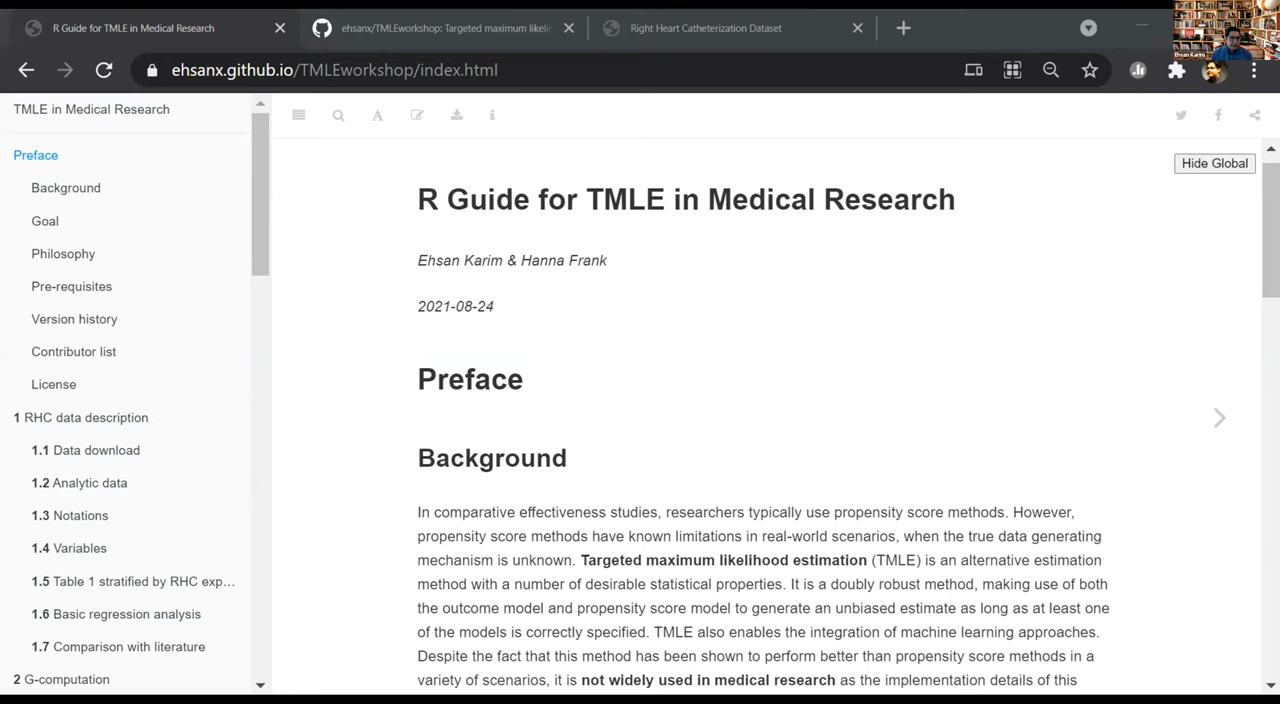 R Guide for TMLE in Medical Research
ehsanx/TMLEworkshop: Targeted maximum likeli
Right Heart Catheterization Dataset
Ehsan Karim
ehsanx.github.io/TMLEworkshop/index.html
TMLE in Medical Research
Preface
Background
Goal
Philosophy
Pre-requisites
Version history
Contributor list
License
1 RHC data description
1.1 Data download
1.2 Analytic data
1.3 Notations
1.4 Variables
1.5 Table 1 stratified by RHC exp…
1.6 Basic regression analysis
1.7 Comparison with literature
2 G-computation
Hide Global
R Guide for TMLE in Medical Research
Ehsan Karim & Hanna Frank
2021-08-24
Preface
Background
In comparative effectiveness studies, researchers typically use propensity score methods. However,
propensity score methods have known limitations in real-world scenarios, when the true data generating
mechanism is unknown. Targeted maximum likelihood estimation (TMLE) is an alternative estimation
method with a number of desirable statistical properties. It is a doubly robust method, making use of both
the outcome model and propensity score model to generate an unbiased estimate as long as at least one
of the models is correctly specified. TMLE also enables the integration of machine learning approaches.
Despite the fact that this method has been shown to perform better than propensity score methods in a
variety of scenarios, it is not widely used in medical research as the implementation details of this